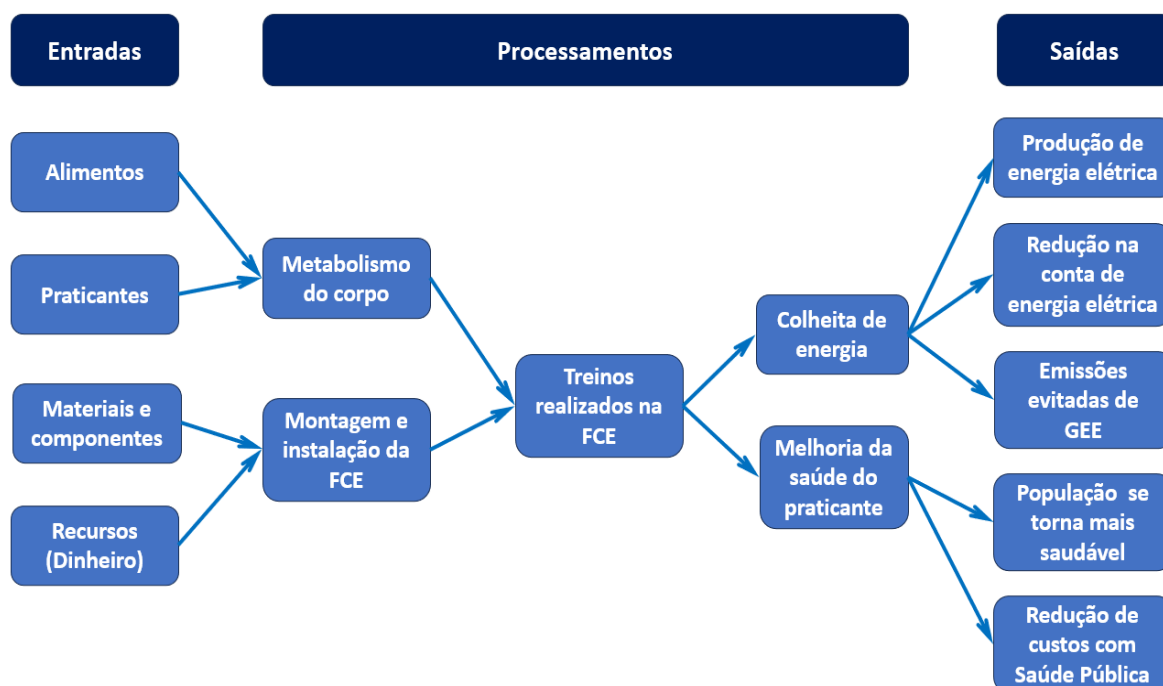 Entradas
Processamentos
Saídas
Alimentos
Praticantes
Materiais e
componentes
Recursos
(Dinheiro)
Metabolismo
do corpo
Montagem e
instalação da
FCE
Treinos
realizados na
FCE
Colheita de
energia
Melhoria da
saúde do
praticante
Produção de
energia elétrica
Redução na
conta de
energia elétrica
Emissões
evitadas de
GEE
População se
torna mais
saudável
Redução de
custos com
Saúde Pública